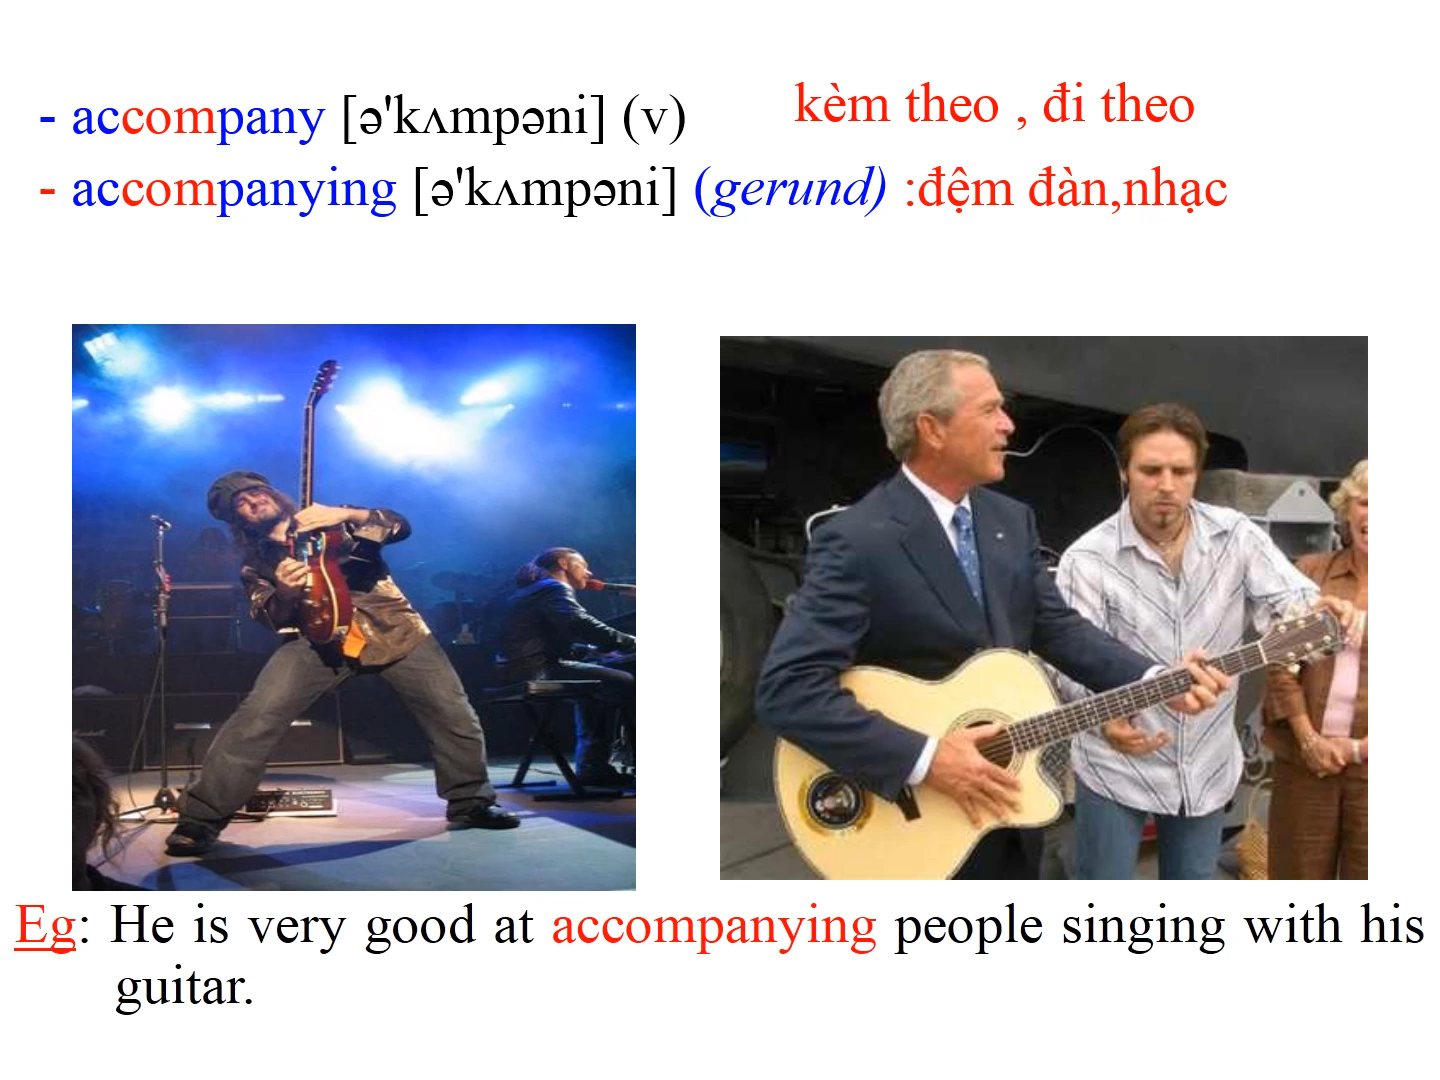 - accompany [ə'kʌmpəni] (v) kèm theo , đi theo
- accompanying [ə'kʌmpəni] (gerund) :đệm đàn,nhạc
Eg: He is very good at accompanying people singing with his
guitar.